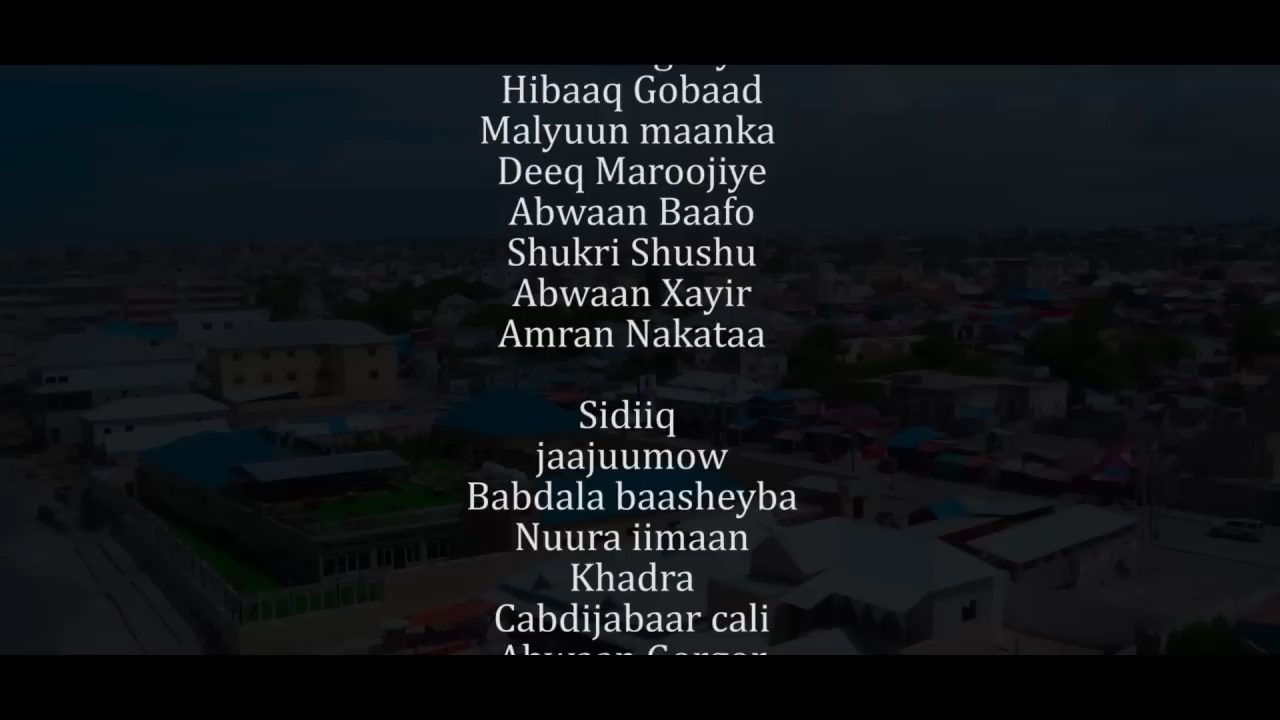 Hibaaq Gobaad
Malyuun maanka
Deeq Maroojiye
Abwaan Baafo
Shukri Shushu
Abwaan Xayir
Amran Nakataa
Sidiiq
jaajuumow
Babdala baasheyba
Nuura iimaan
Khadra
Cabdijabaar cali